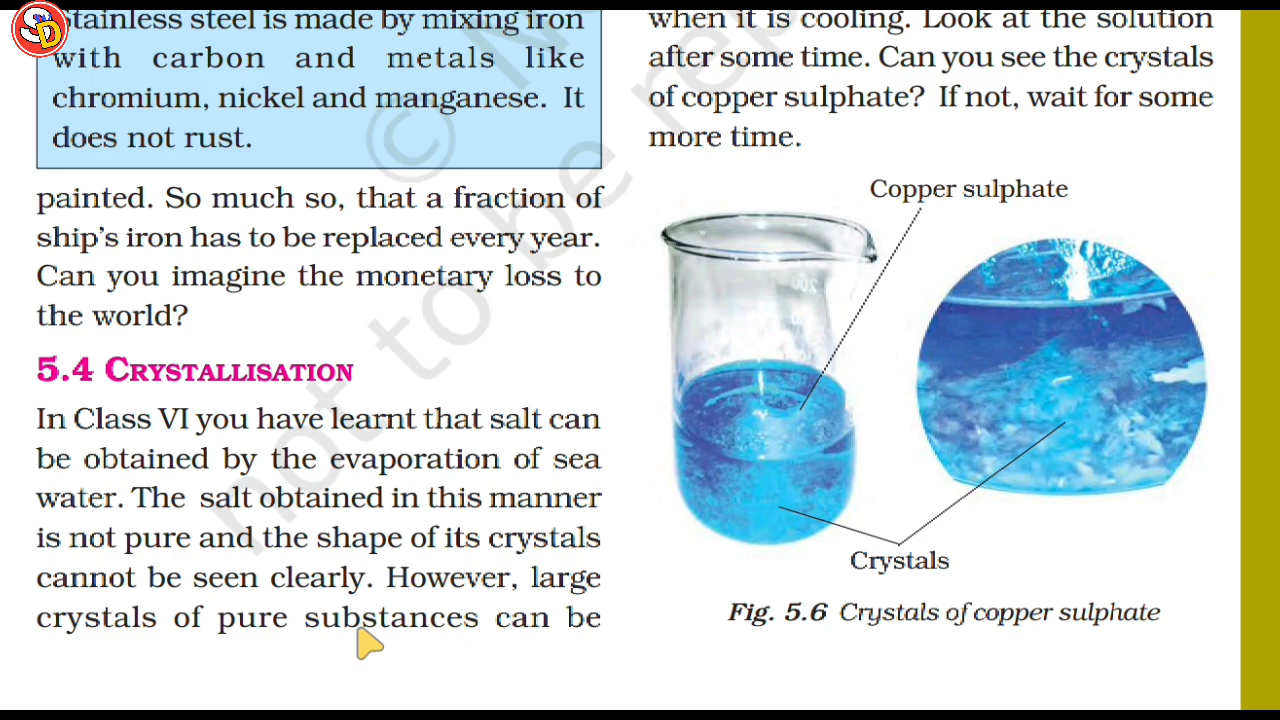 SD
Stainless steel is made by mixing iron
with carbon and metals like
chromium, nickel and manganese. It
does not rust.
painted. So much so, that a fraction of
ship's iron has to be replaced every year.
Can you imagine the monetary loss to
the world?
5.4 CRYSTALLISATION
In Class VI you have learnt that salt can
be obtained by the evaporation of sea
water. The salt obtained in this manner
is not pure and the shape of its crystals
cannot be seen clearly. However, large
crystals of pure substances can be
when it is cooling. Look at the solution
after some time. Can you see the crystals
of copper sulphate? If not, wait for some
more time.
Copper sulphate
Crystals
Fig. 5.6 Crystals of copper sulphate
not to be